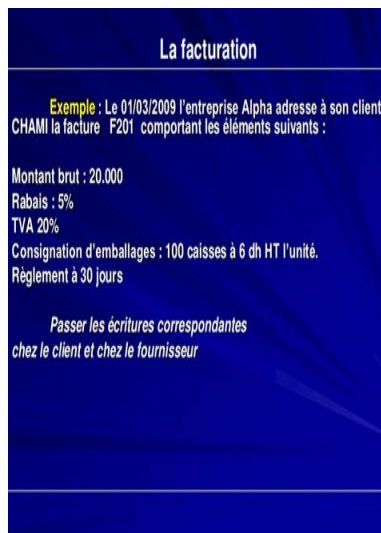 La facturation
Exemple : Le 01/03/2009 l'entreprise Alpha adresse à son client
CHAMI la facture F201 comportant les éléments suivants :
Montant brut : 20.000
Rabais : 5%
TVA 20%
Consignation d'emballages : 100 caisses à 6 dh HT l'unité.
Règlement à 30 jours
Passer les écritures correspondantes
chez le client et chez le fournisseur